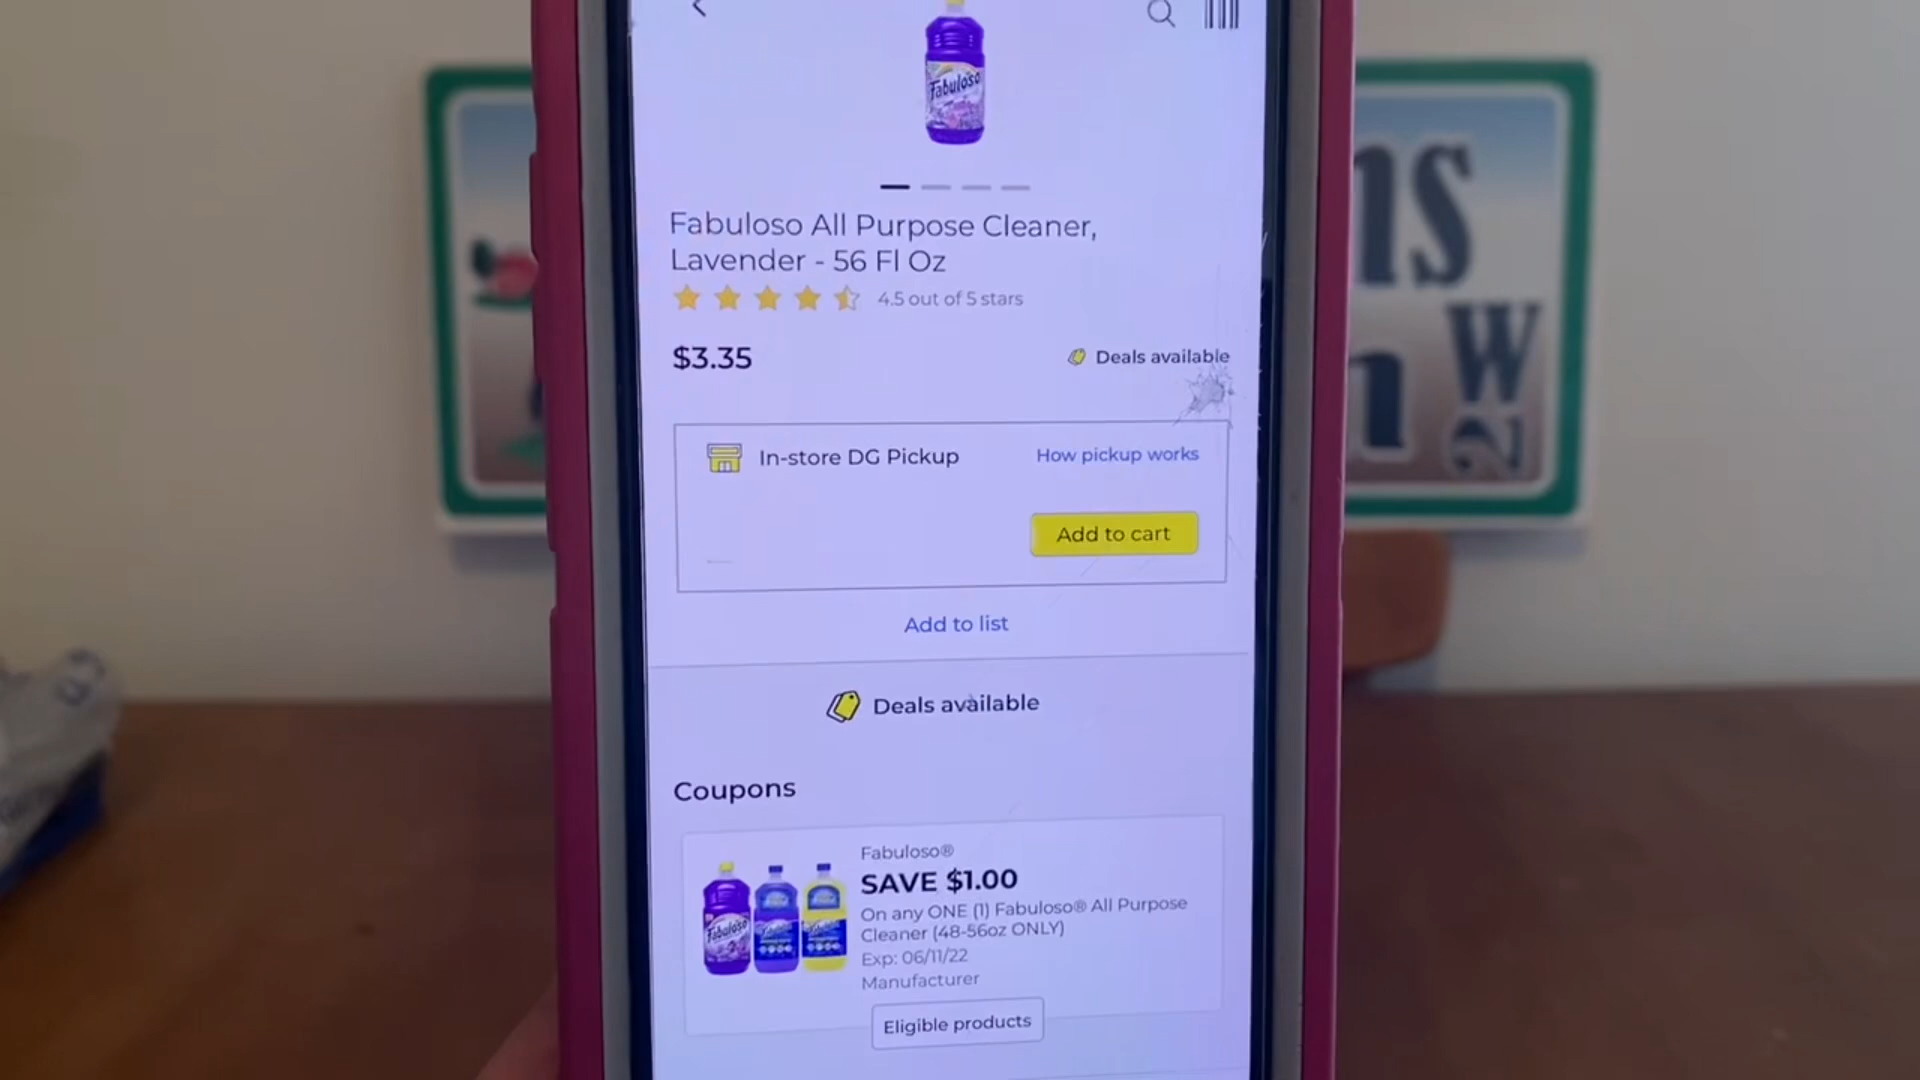 Fabuloso
Fabuloso All Purpose Cleaner,
Lavender - 56 Fl Oz
4.5 out of 5 stars
$3.35
Deals available
In-store DG Pickup
How pickup works
Add to cart
Add to list
Deals available
Coupons
Fabuloso®
SAVE $1.00
On any ONE (1) Fabuloso® All Purpose
Cleaner (48-56oz ONLY)
Exp: 06/11/22
Manufacturer
Fabuloso
Eligible products
ns
W
n
N